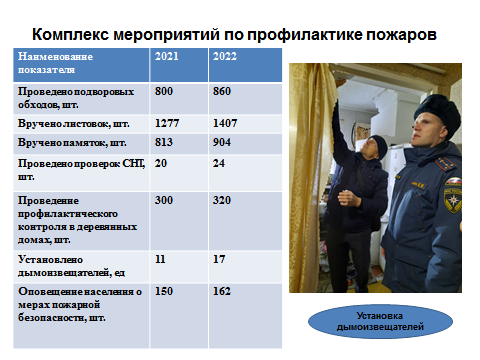 Комплекс мероприятий по профилактике пожаров
Наименование 2021 2022
показателя
Проведено подворовых 800 860
обходов, шт.
Вручено листовок, шт. 1277 1407
Вручено памяток, шт. 813 904
Проведено проверок СНТ, 20 24
шт.
Проведение 300 320
профилактического
контроля в деревянных
домах, шт.
Установлено 11 17
дымоизвещателей, ед
Оповещение населения о 150 162
мерах пожарной
безопасности, шт.
Установка
дымоизвещателей